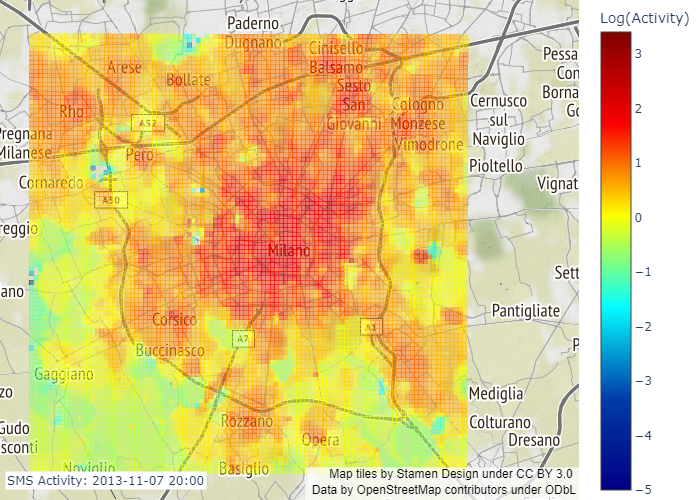 Log(Activity)
Paderno
Dugnano
Cinisello
Balsamo
Arese
Bollate
Sesto
San
Giovanni
Pessa
Con
Borna
Go
Rho
Cologno
Monzese
Vimodrone
Cernusco
sul
Naviglio
A52
Pregnana
Milanese
Pero
Pioltello
Cornaredo
Vignat
A50
reggio
Milano
Sett
ano
Pantigliate
Corsico
A7
A1
Buccinasco
P
Gaggiano
zo
Mediglia
Rozzano
Colturano
Gudo
sconti
Opera
Dresano
Noviglio
Basiglio
SMS Activity: 2013-11-07 20:00
Map tiles by Stamen Design under CC BY 3.0
Data by OpenStreetMap contributors under ODbL
3
2
1
0
−1
−2
−3
−4
−5